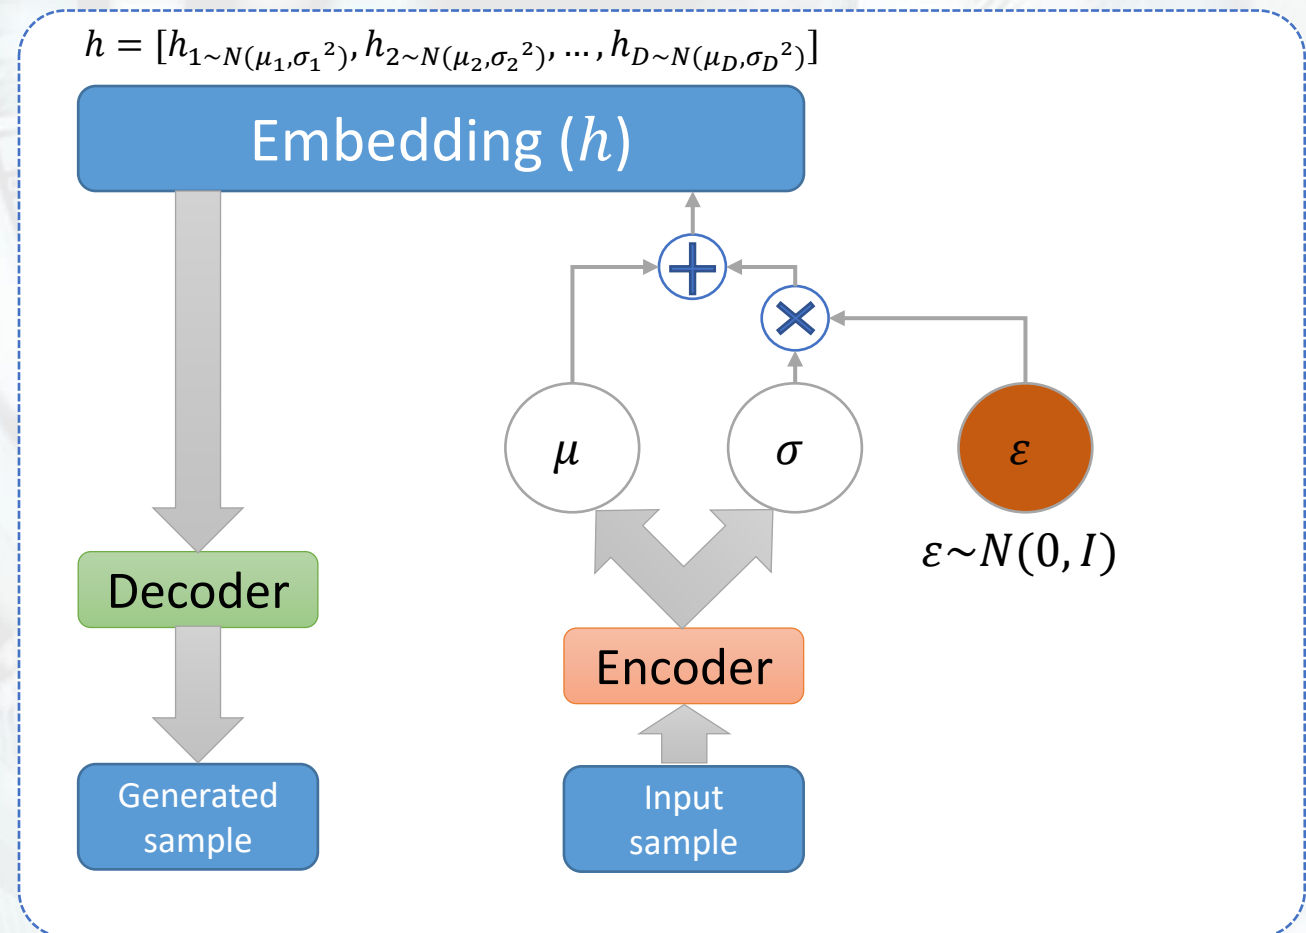 h = [h_{1~N(μ_1,σ_1^2)}, h_{2~N(μ_2,σ_2^2)}, …, h_{D~N(μ_D,σ_D^2)}]
Embedding (h)
μ
σ
ε
ε~N(0, I)
Decoder
Encoder
Generated
sample
Input
sample